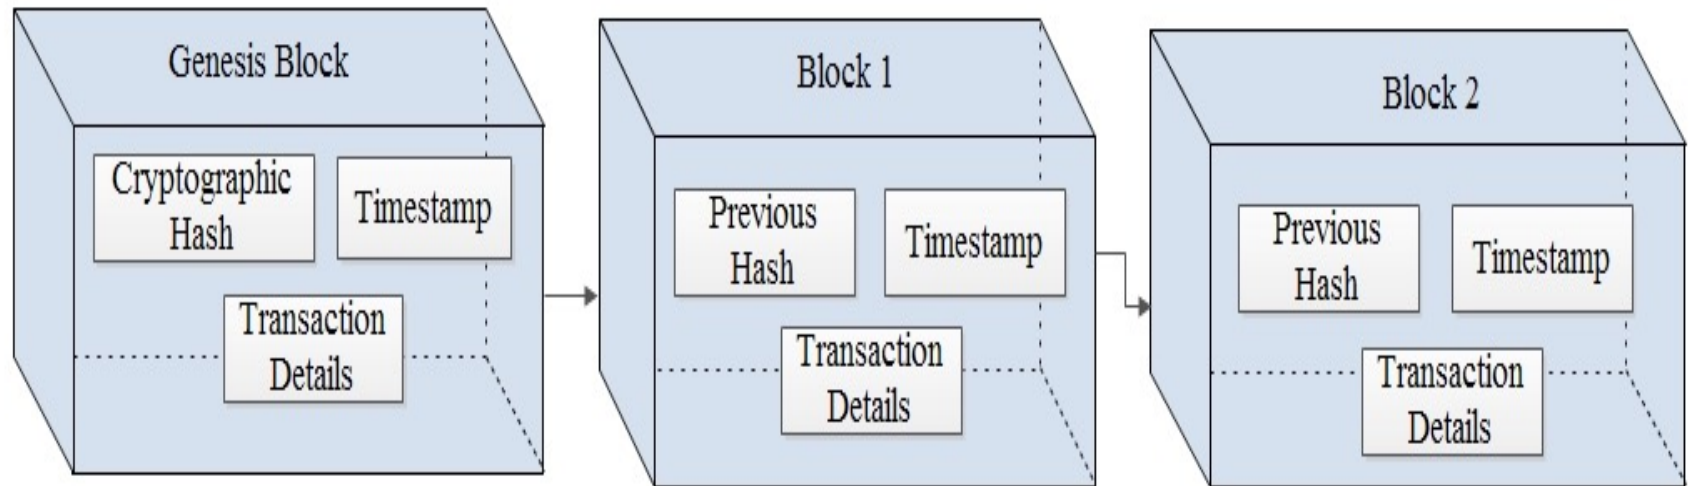 Genesis Block
Cryptographic
Hash
Timestamp
Transaction
Details
Block 1
Previous
Hash
Timestamp
Transaction
Details
Block 2
Previous
Hash
Timestamp
Transaction
Details